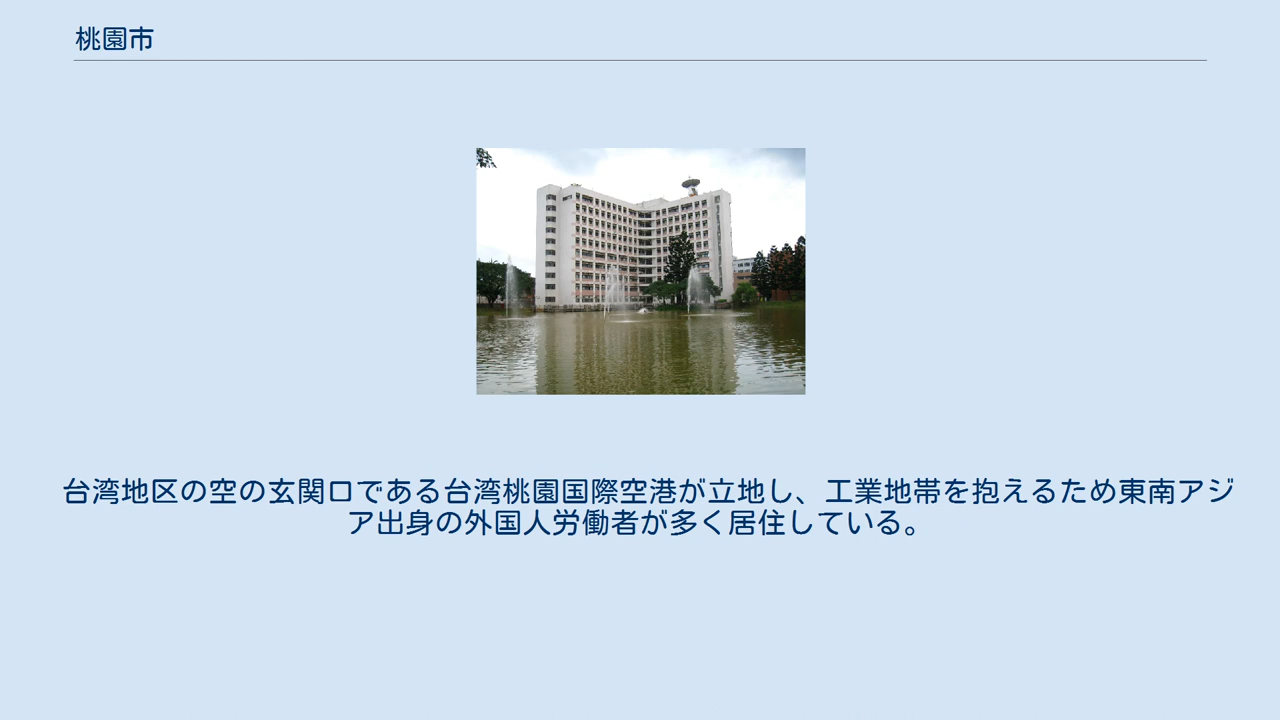 桃園市
台湾地区の空の玄関口である台湾桃園国際空港が立地し、工業地帯を抱えるため東南アジ
ア出身の外国人労働者が多く居住している。